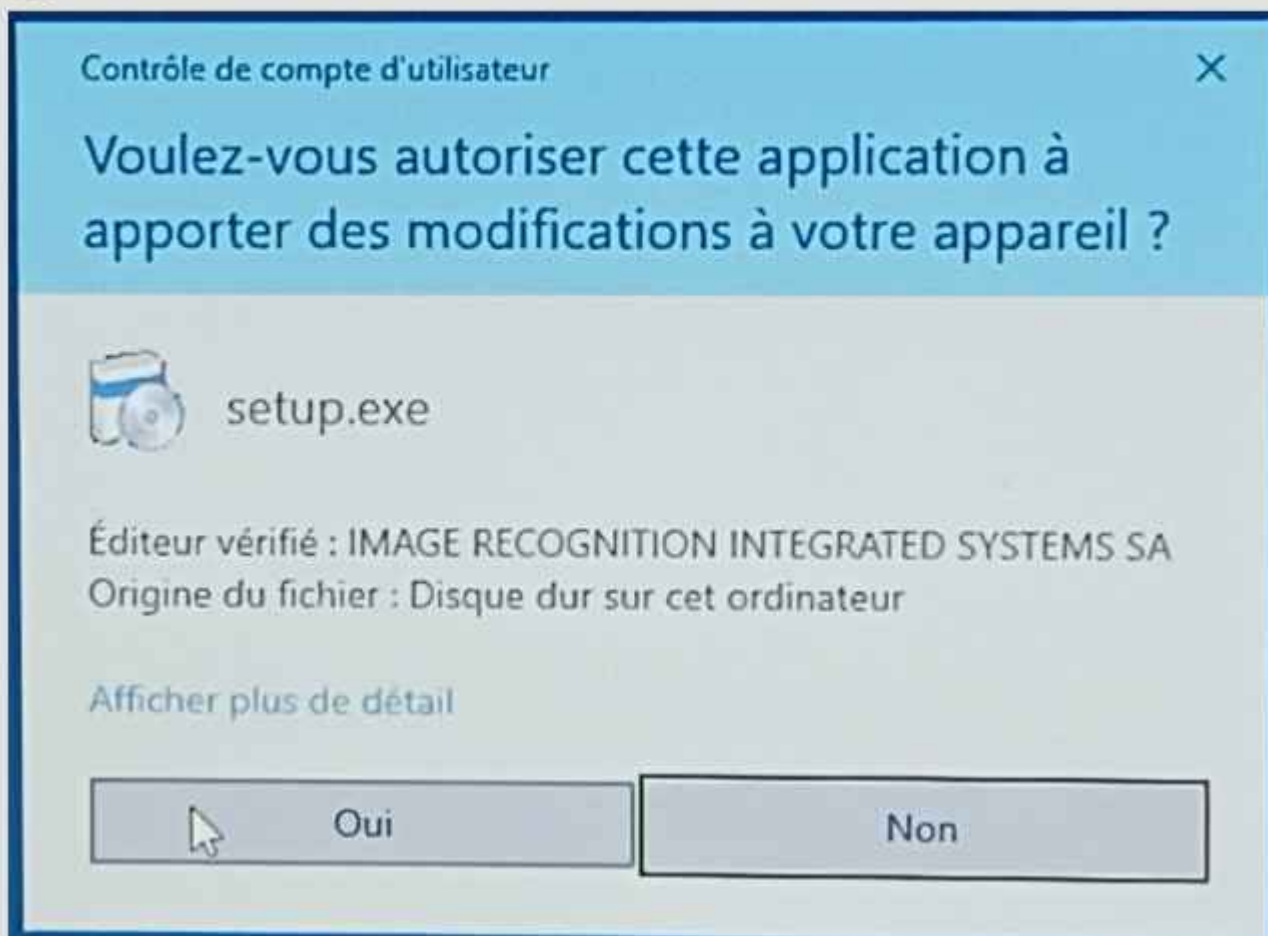 Contrôle de compte d'utilisateur
Voulez-vous autoriser cette application à
apporter des modifications à votre appareil ?
setup.exe
Éditeur vérifié : IMAGE RECOGNITION INTEGRATED SYSTEMS SA
Origine du fichier : Disque dur sur cet ordinateur
Afficher plus de détail
Oui
Non